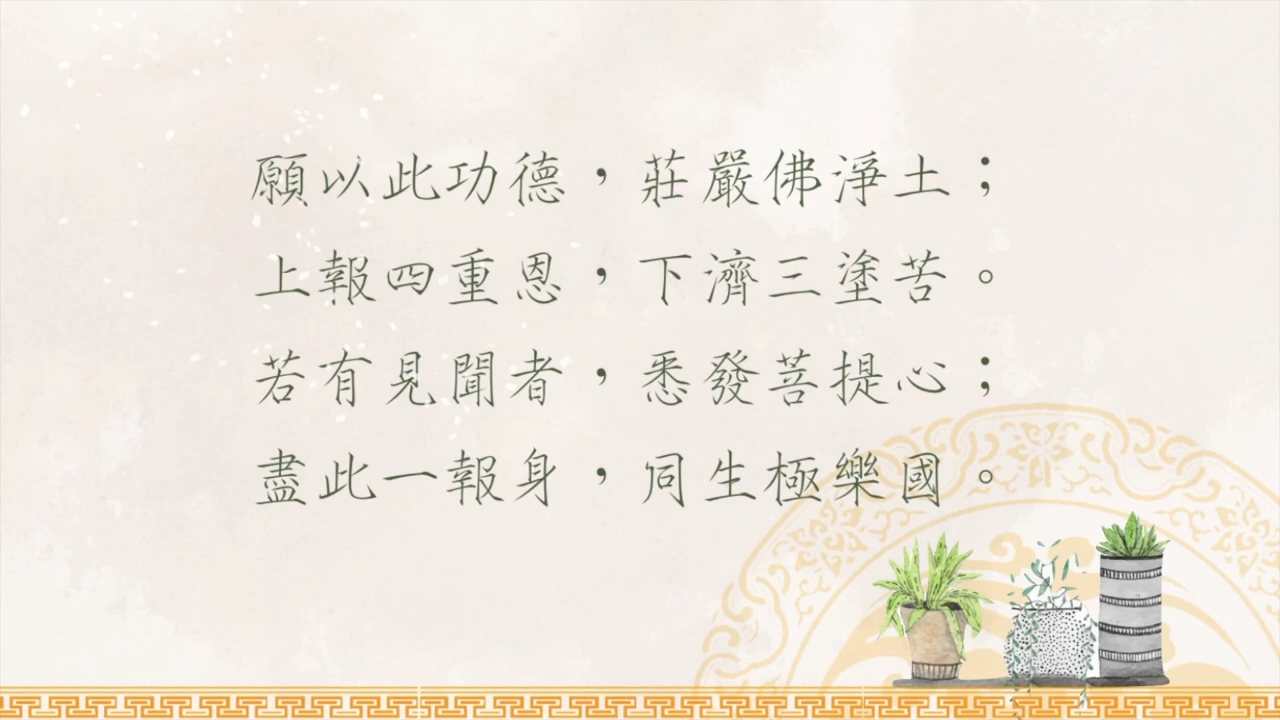 願以此功德，莊嚴佛淨土；
上報四重恩，下濟三塗苦。
若有見聞者，悉發菩提心；
盡此一報身，同生極樂國。